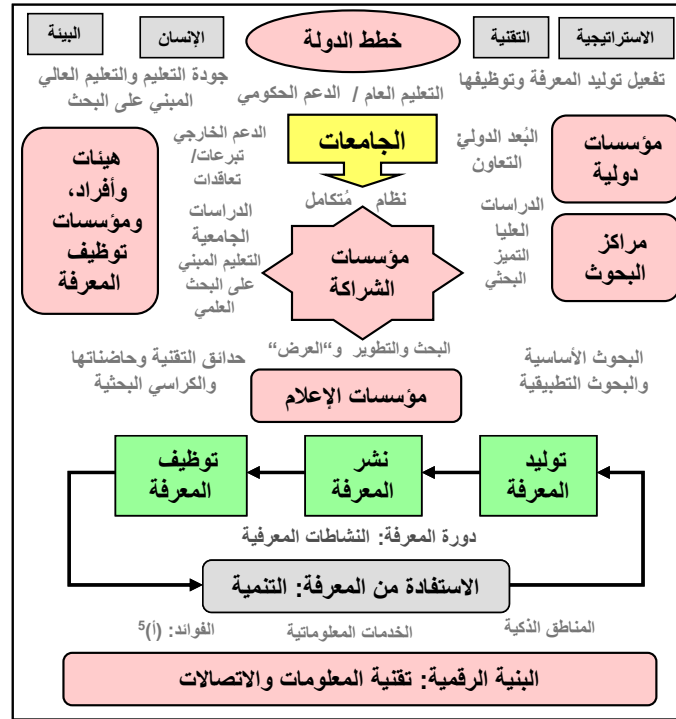 الاستراتيجية
التقنية
خطط الدولة
الإنسان
البيئة
تفعيل توليد المعرفة وتوظيفها
التعليم العام / الدعم الحكومي
جودة التعليم والتعليم العالي
المبني على البحث
مؤسسات
دولية
البُعد الدوليّ
التعاون
الجامعات
الدعم الخارجي
تبرعات/
تعاقدات
هيئات
وأفراد،
ومؤسسات
توظيف
المعرفة
نظام مُتكامل
مراكز
البحوث
الدراسات
العليا
التميز
البحثي
مؤسسات
الشراكة
الدراسات
الجامعية
التعليم المبني
على البحث
العلمي
البحوث الأساسية
والبحوث التطبيقية
البحث والتطوير و“العرض”
حدائق التقنية وحاضناتها
والكراسي البحثية
مؤسسات الإعلام
توليد
المعرفة
نشر
المعرفة
توظيف
المعرفة
دورة المعرفة: النشاطات المعرفية
الاستفادة من المعرفة: التنمية
المناطق الذكية
الخدمات المعلوماتية
الفوائد: (أ)⁵
البنية الرقمية: تقنية المعلومات والاتصالات